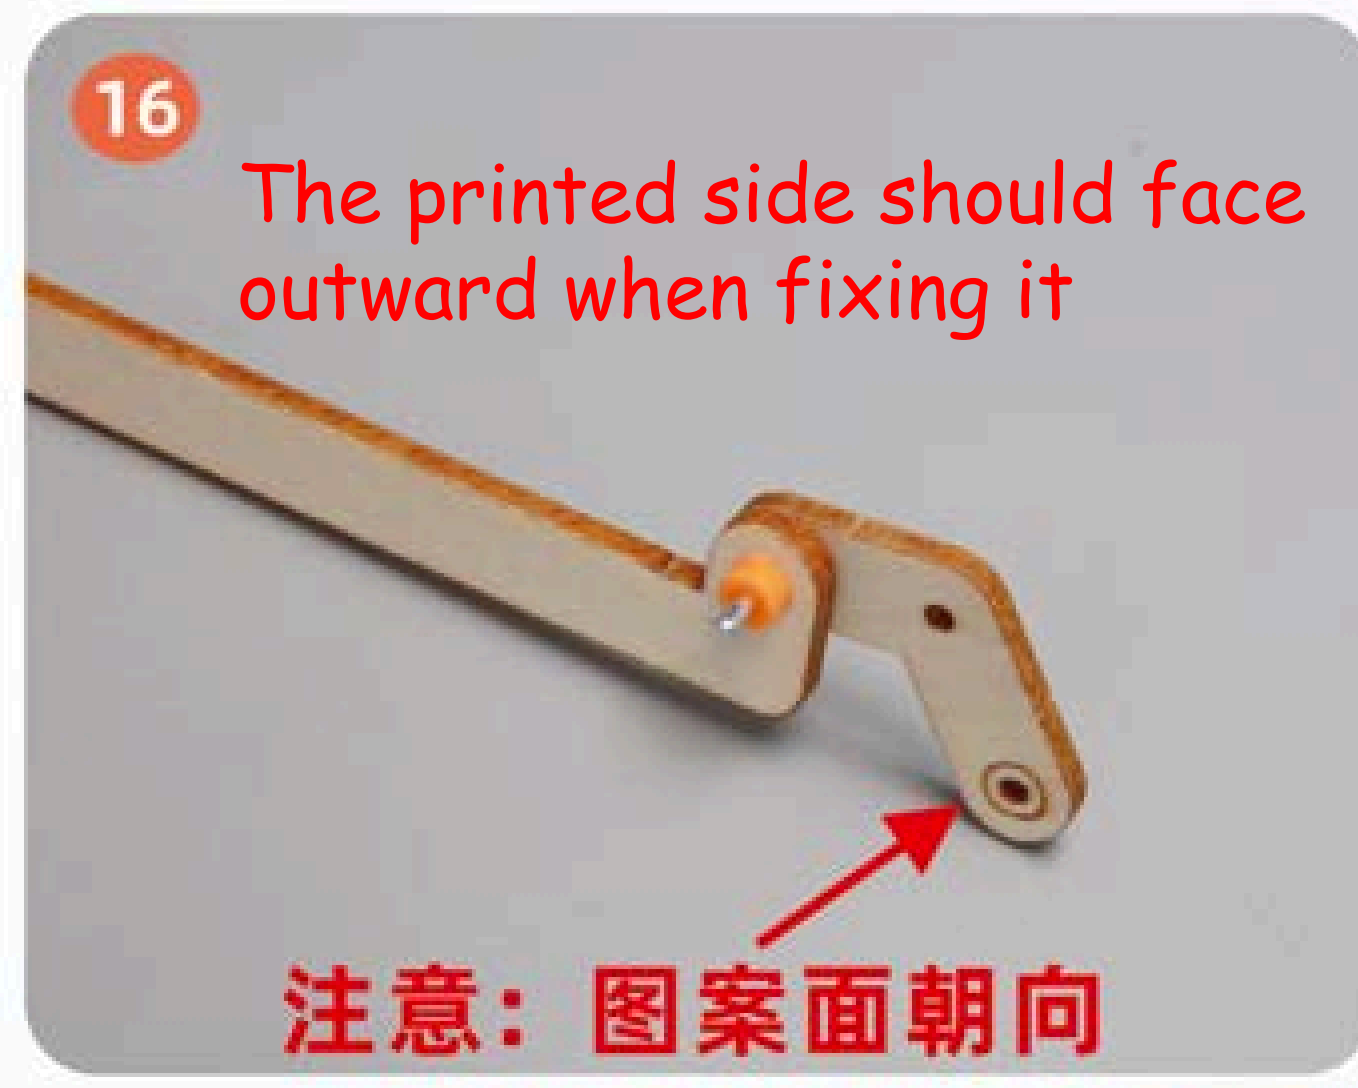 16
The printed side should face
outward when fixing it
注意：图案面朝向